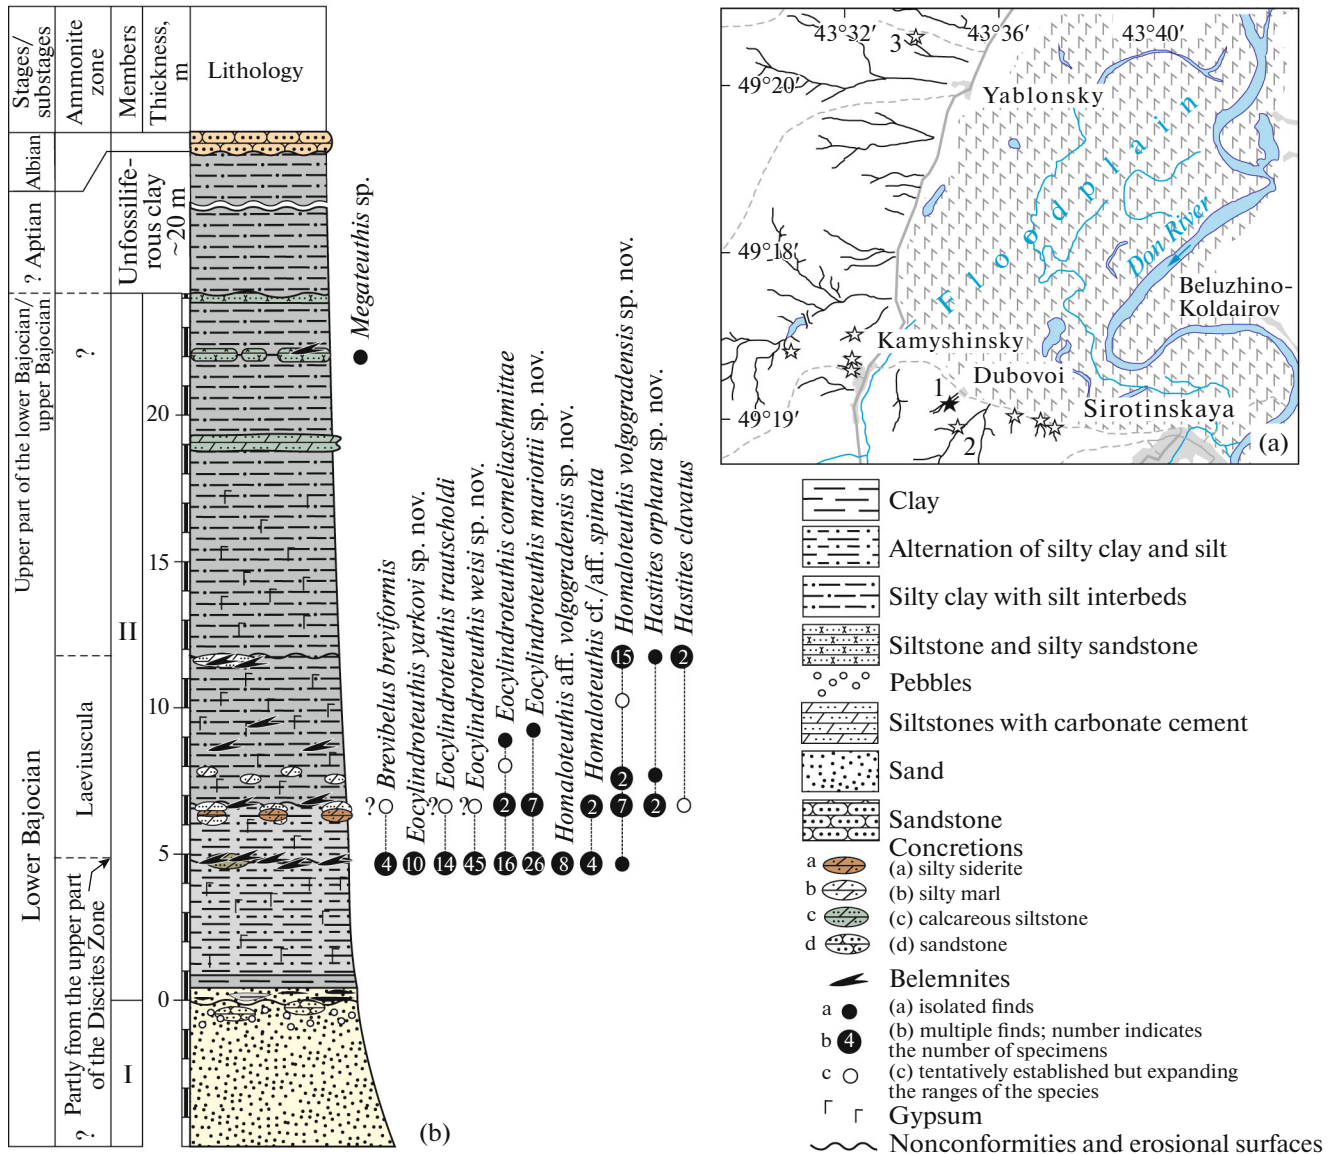 Stages/
substages
Ammonite
zone
Members
Thickness,
m
Lithology
Albian
? Aptian
Upper part of the lower Bajocian/
upper Bajocian
Lower Bajocian
?
Laeviuscula
Partly from the upper part
of the Discites Zone
?
Unfossilife-
rous clay
~20 m
II
I
20
15
10
5
0
Megateuthis sp.
Brevibelus breviformis
Eocylindroteuthis yarkovi sp. nov.
Eocylindroteuthis trautscholdi
Eocylindroteuthis weisi sp. nov.
Eocylindroteuthis corneliaschmittae
Eocylindroteuthis mariottii sp. nov.
Homaloteuthis aff. volgogradensis sp. nov.
Homaloteuthis cf./aff. spinata
Homaloteuthis volgogradensis sp. nov.
Hastites orphana sp. nov.
Hastites clavatus
15 2
2
? ? ? 2 7 2 7 2
4 10 14 45 16 26 8 4
(b)
43°32′ 43°36′ 43°40′
3
49°20′
Yablonsky
Floodplain
49°18′
Don River
Beluzhino-
Koldairov
Kamyshinsky
Dubovoi
1
49°19′
Sirotinskaya
2
(a)
Clay
Alternation of silty clay and silt
Silty clay with silt interbeds
Siltstone and silty sandstone
Pebbles
Siltstones with carbonate cement
Sand
Sandstone
Concretions
a (a) silty siderite
b (b) silty marl
c (c) calcareous siltstone
d (d) sandstone
Belemnites
a (a) isolated finds
b 4 (b) multiple finds; number indicates
the number of specimens
c (c) tentatively established but expanding
the ranges of the species
Gypsum
Nonconformities and erosional surfaces